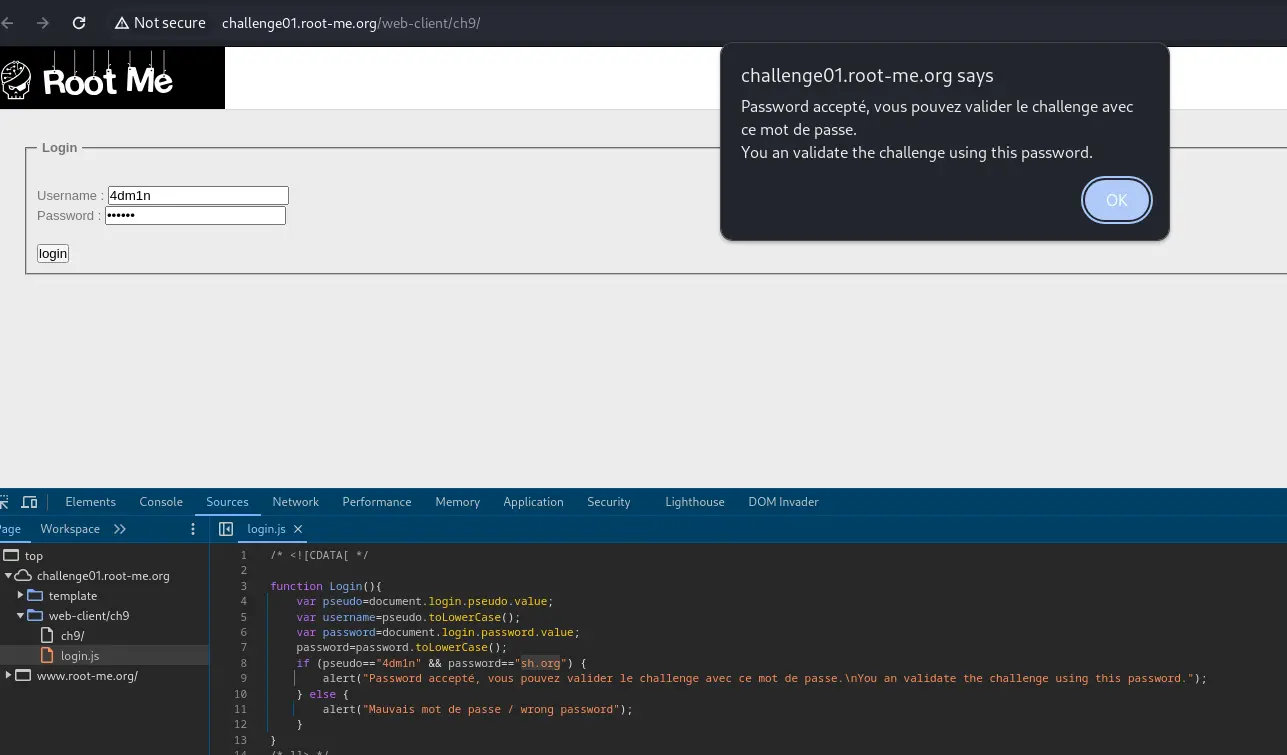 Not secure challenge01.root-me.org/web-client/ch9/
Root Me
challenge01.root-me.org says
Password accepté, vous pouvez valider le challenge avec
ce mot de passe.
You an validate the challenge using this password.
OK
Login
Username : 4dm1n
Password : ••••••
login
Elements Console Sources Network Performance Memory Application Security Lighthouse DOM Invader
Page Workspace
login.js
top
challenge01.root-me.org
template
web-client/ch9
ch9/
login.js
www.root-me.org/
1 /* <![CDATA[ */
2
3 function Login(){
4 var pseudo=document.login.pseudo.value;
5 var username=pseudo.toLowerCase();
6 var password=document.login.password.value;
7 password=password.toLowerCase();
8 if (pseudo=="4dm1n" && password=="sh.org") {
9 alert("Password accepté, vous pouvez valider le challenge avec ce mot de passe.\nYou an validate the challenge using this password.");
10 } else {
11 alert("Mauvais mot de passe / wrong password");
12 }
13 }
14 /* ]]> */